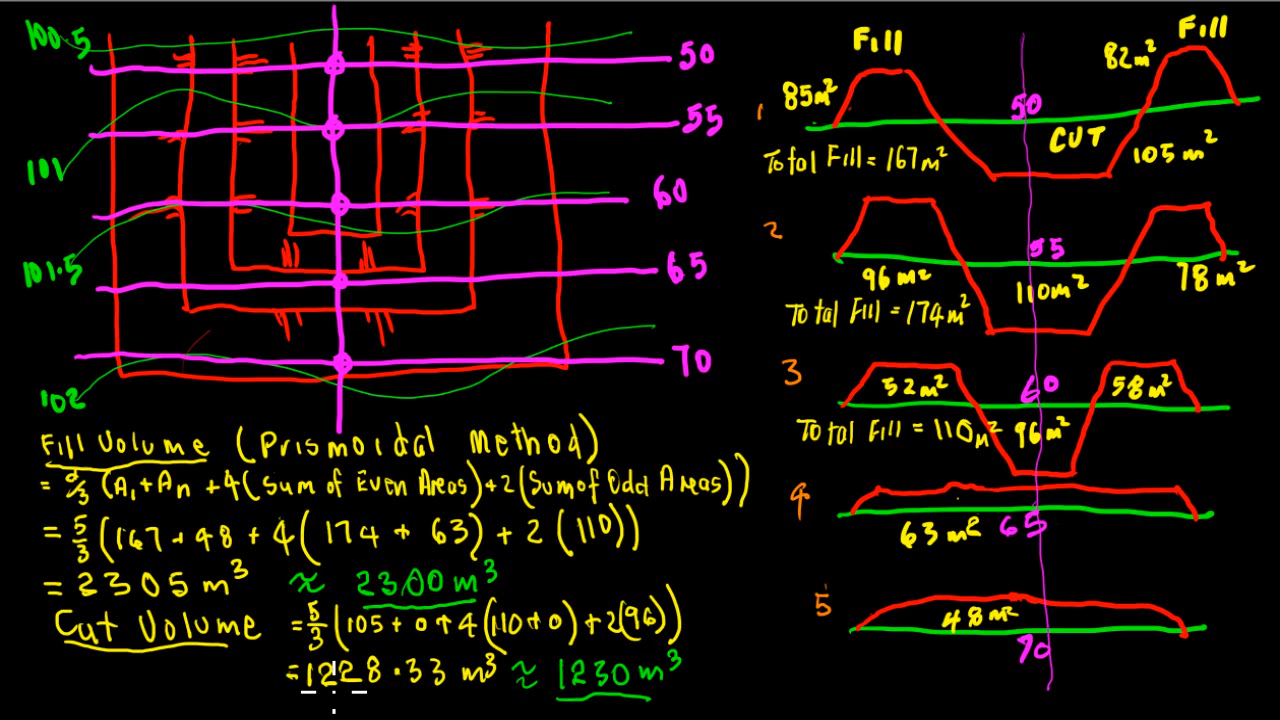 100.5
50
101
55
60
101.5
65
102
70
Fill Volume (Prismoidal Method)
= d/3 (A1 + An + 4(Sum of Even Areas) + 2(Sum of Odd Areas))
= 5/3 (167 + 48 + 4(174 + 63) + 2(110))
= 2305 m³ ≈ 2300 m³
Cut Volume = 5/3 (105 + 0 + 4(110+0) + 2(96))
= 1228.33 m³ ≈ 1230 m³
Fill
Fill
82m²
85m²
1
50
CUT
105 m²
Total Fill = 167m²
2
55
96 m²
110m²
78 m²
Total Fill = 174m²
3
52m²
60
58m²
Total Fill = 110m²
96m²
4
63 m²
65
5
48m²
70